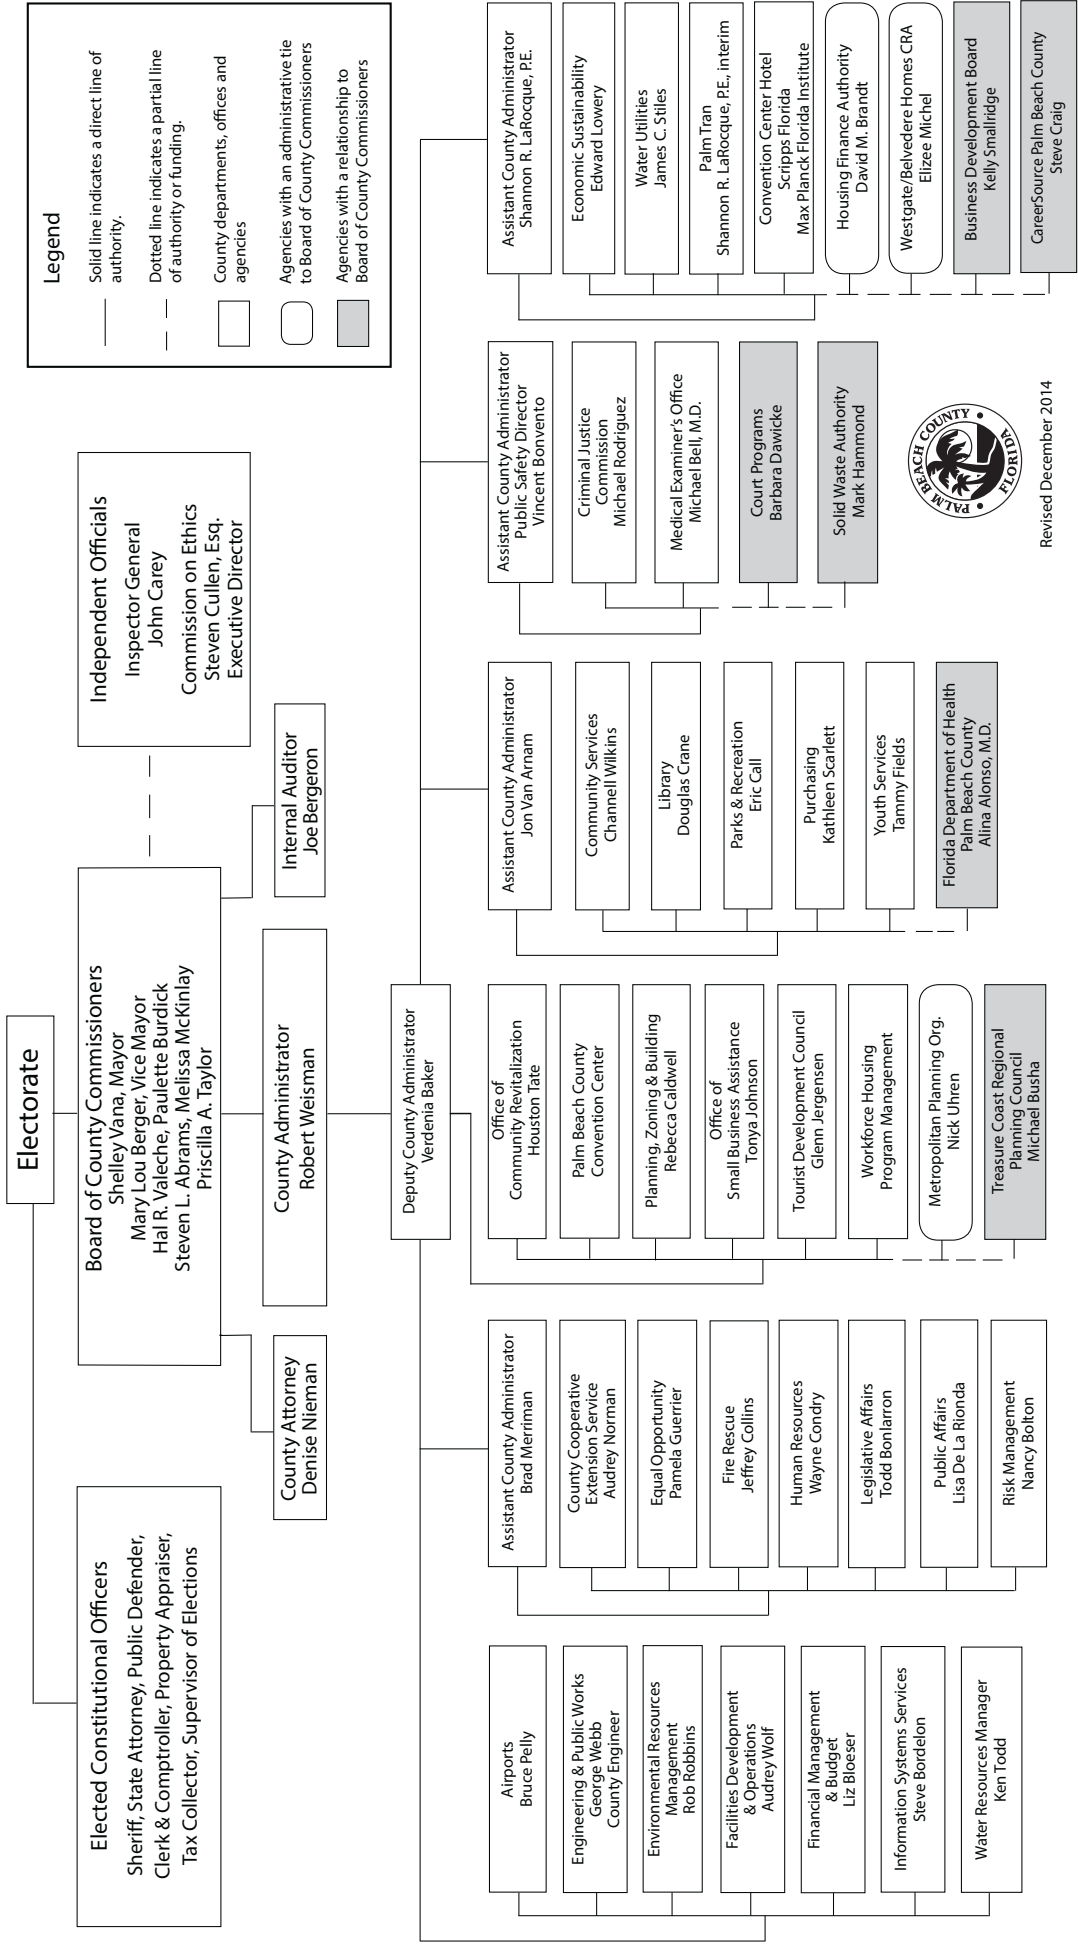 Electorate
Elected Constitutional Officers
Sheriff, State Attorney, Public Defender,
Clerk & Comptroller, Property Appraiser,
Tax Collector, Supervisor of Elections
Board of County Commissioners
Shelley Vana, Mayor
Mary Lou Berger, Vice Mayor
Hal R. Valeche, Paulette Burdick
Steven L. Abrams, Melissa McKinlay
Priscilla A. Taylor
Independent Officials
Inspector General
John Carey
Commission on Ethics
Steven Cullen, Esq.
Executive Director
Legend
Solid line indicates a direct line of
authority.
Dotted line indicates a partial line
of authority or funding.
County departments, offices and
agencies
Agencies with an administrative tie
to Board of County Commissioners
Agencies with a relationship to
Board of County Commissioners
County Attorney
Denise Nieman
County Administrator
Robert Weisman
Internal Auditor
Joe Bergeron
Deputy County Administrator
Verdenia Baker
Airports
Bruce Pelly
Engineering & Public Works
George Webb
County Engineer
Environmental Resources
Management
Rob Robbins
Facilities Development
& Operations
Audrey Wolf
Financial Management
& Budget
Liz Bloeser
Information Systems Services
Steve Bordelon
Water Resources Manager
Ken Todd
Assistant County Administrator
Brad Merriman
County Cooperative
Extension Service
Audrey Norman
Equal Opportunity
Pamela Guerrier
Fire Rescue
Jeffrey Collins
Human Resources
Wayne Condry
Legislative Affairs
Todd Bonlarron
Public Affairs
Lisa De La Rionda
Risk Management
Nancy Bolton
Office of
Community Revitalization
Houston Tate
Palm Beach County
Convention Center
Planning, Zoning & Building
Rebecca Caldwell
Office of
Small Business Assistance
Tonya Johnson
Tourist Development Council
Glenn Jergensen
Workforce Housing
Program Management
Metropolitan Planning Org.
Nick Uhren
Treasure Coast Regional
Planning Council
Michael Busha
Assistant County Administrator
Jon Van Arnam
Community Services
Channell Wilkins
Library
Douglas Crane
Parks & Recreation
Eric Call
Purchasing
Kathleen Scarlett
Youth Services
Tammy Fields
Florida Department of Health
Palm Beach County
Alina Alonso, M.D.
Assistant County Administrator
Public Safety Director
Vincent Bonvento
Criminal Justice
Commission
Michael Rodriguez
Medical Examiner's Office
Michael Bell, M.D.
Court Programs
Barbara Dawicke
Solid Waste Authority
Mark Hammond
Assistant County Administrator
Shannon R. LaRocque, P.E.
Economic Sustainability
Edward Lowery
Water Utilities
James C. Stiles
Palm Tran
Shannon R. LaRocque, P.E., interim
Convention Center Hotel
Scripps Florida
Max Planck Florida Institute
Housing Finance Authority
David M. Brandt
Westgate/Belvedere Homes CRA
Elizee Michel
Business Development Board
Kelly Smallridge
CareerSource Palm Beach County
Steve Craig
PALM BEACH COUNTY
FLORIDA
Revised December 2014